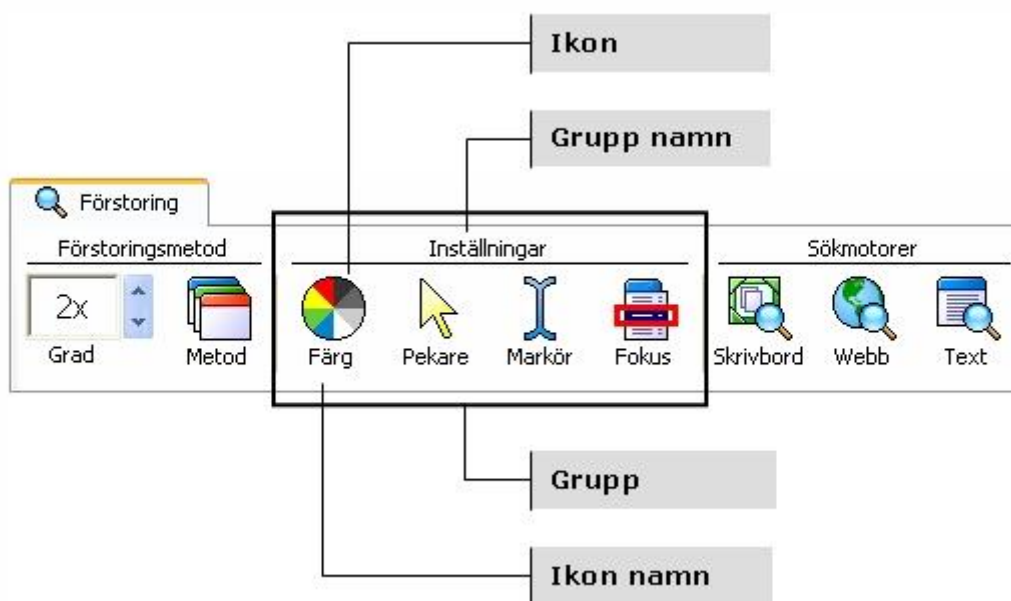 Ikon
Grupp namn
Förstoring
Förstoringsmetod Inställningar Sökmotorer
2x
Grad Metod Färg Pekare Markör Fokus Skrivbord Webb Text
Grupp
Ikon namn